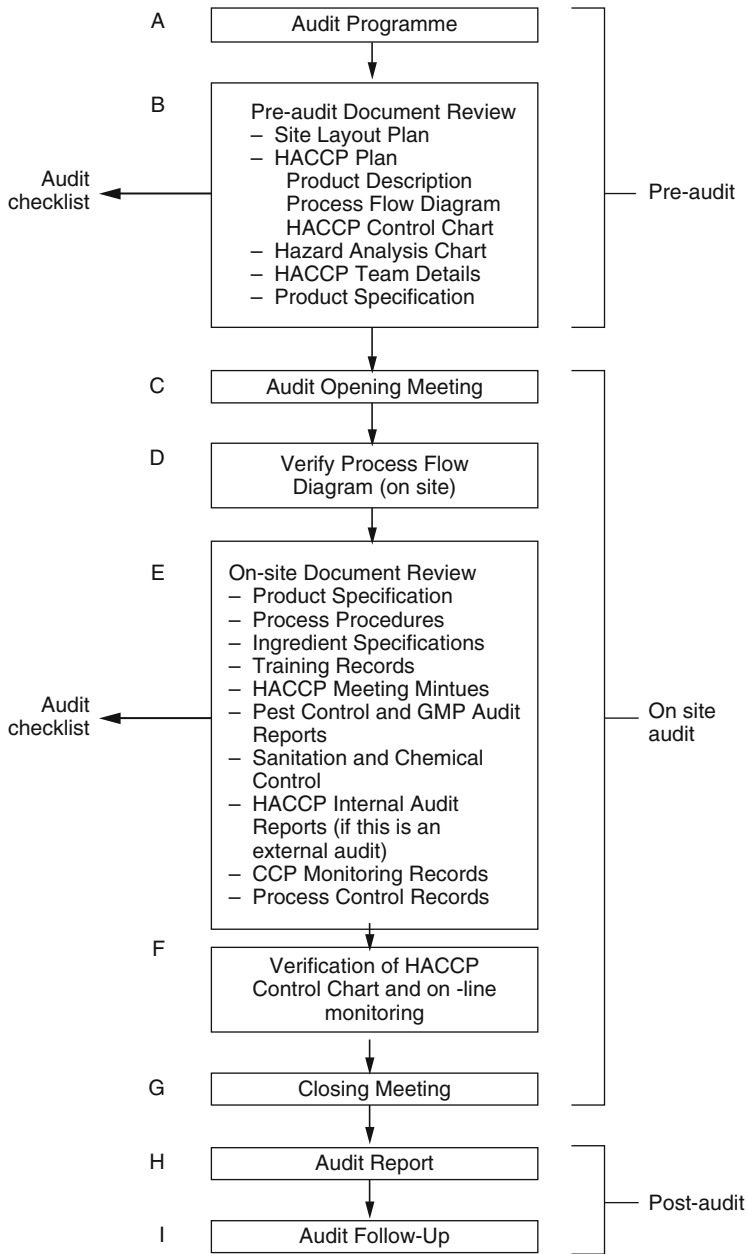 A
Audit Programme
B
Pre-audit Document Review
– Site Layout Plan
– HACCP Plan
Product Description
Process Flow Diagram
HACCP Control Chart
– Hazard Analysis Chart
– HACCP Team Details
– Product Specification
Audit
checklist
Pre-audit
C
Audit Opening Meeting
D
Verify Process Flow
Diagram (on site)
E
On-site Document Review
– Product Specification
– Process Procedures
– Ingredient Specifications
– Training Records
– HACCP Meeting Mintues
– Pest Control and GMP Audit
Reports
– Sanitation and Chemical
Control
– HACCP Internal Audit
Reports (if this is an
external audit)
– CCP Monitoring Records
– Process Control Records
Audit
checklist
On site
audit
F
Verification of HACCP
Control Chart and on -line
monitoring
G
Closing Meeting
H
Audit Report
Post-audit
I
Audit Follow-Up